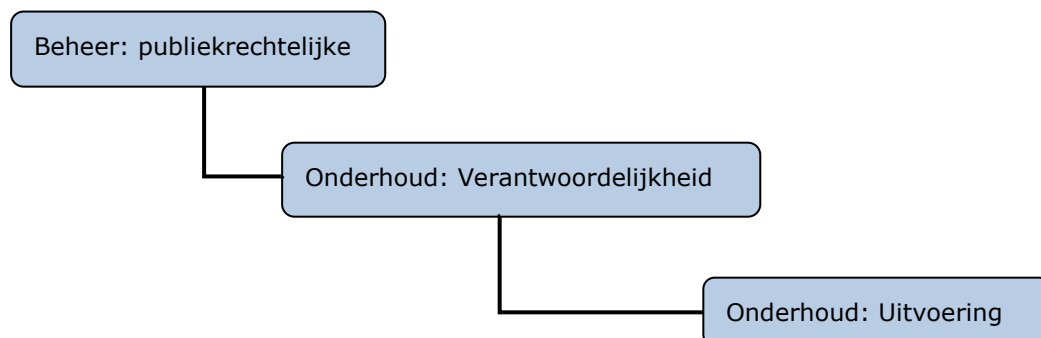 Beheer: publiekrechtelijke
Onderhoud: Verantwoordelijkheid
Onderhoud: Uitvoering